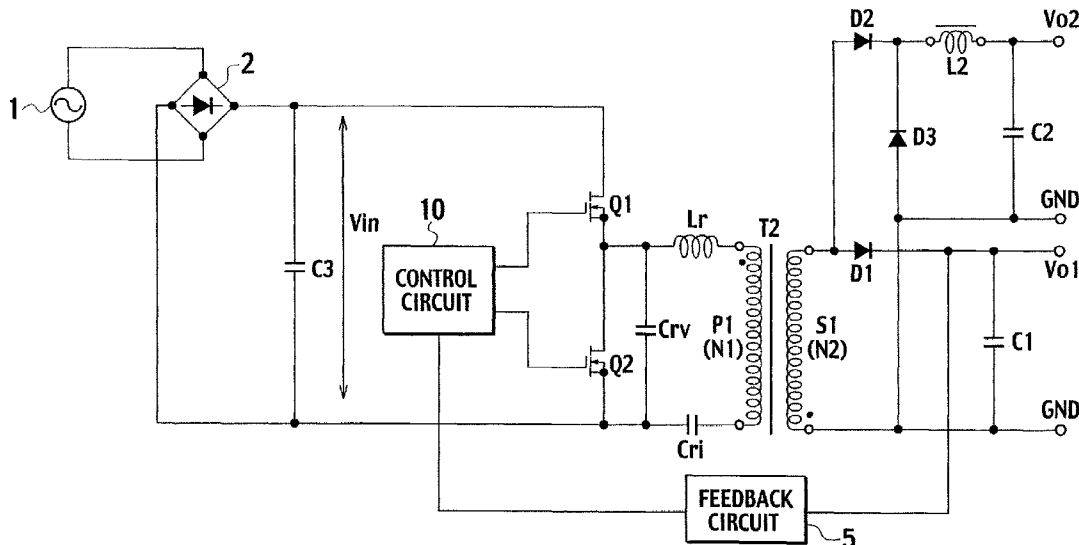 D2
Vo2
2
L2
1
D3
C2
10
Q1
GND
Vin
Lr
T2
D1
Vo1
C3
CONTROL
CIRCUIT
Crv
P1
(N1)
S1
(N2)
C1
Q2
GND
Cri
FEEDBACK
CIRCUIT
5